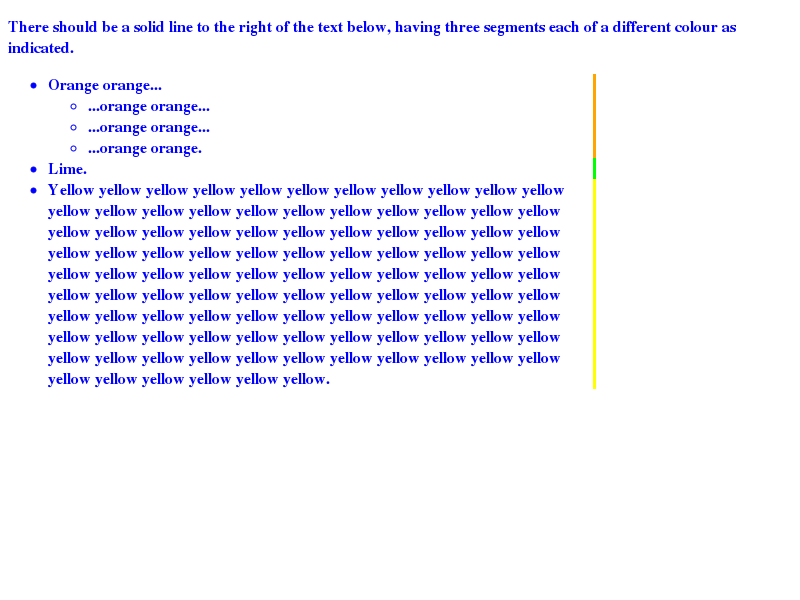 There should be a solid line to the right of the text below, having three segments each of a different colour as
indicated.
Orange orange...
...orange orange...
...orange orange...
...orange orange.
Lime.
Yellow yellow yellow yellow yellow yellow yellow yellow yellow yellow yellow
yellow yellow yellow yellow yellow yellow yellow yellow yellow yellow yellow
yellow yellow yellow yellow yellow yellow yellow yellow yellow yellow yellow
yellow yellow yellow yellow yellow yellow yellow yellow yellow yellow yellow
yellow yellow yellow yellow yellow yellow yellow yellow yellow yellow yellow
yellow yellow yellow yellow yellow yellow yellow yellow yellow yellow yellow
yellow yellow yellow yellow yellow yellow yellow yellow yellow yellow yellow
yellow yellow yellow yellow yellow yellow yellow yellow yellow yellow yellow
yellow yellow yellow yellow yellow yellow yellow yellow yellow yellow yellow
yellow yellow yellow yellow yellow yellow.